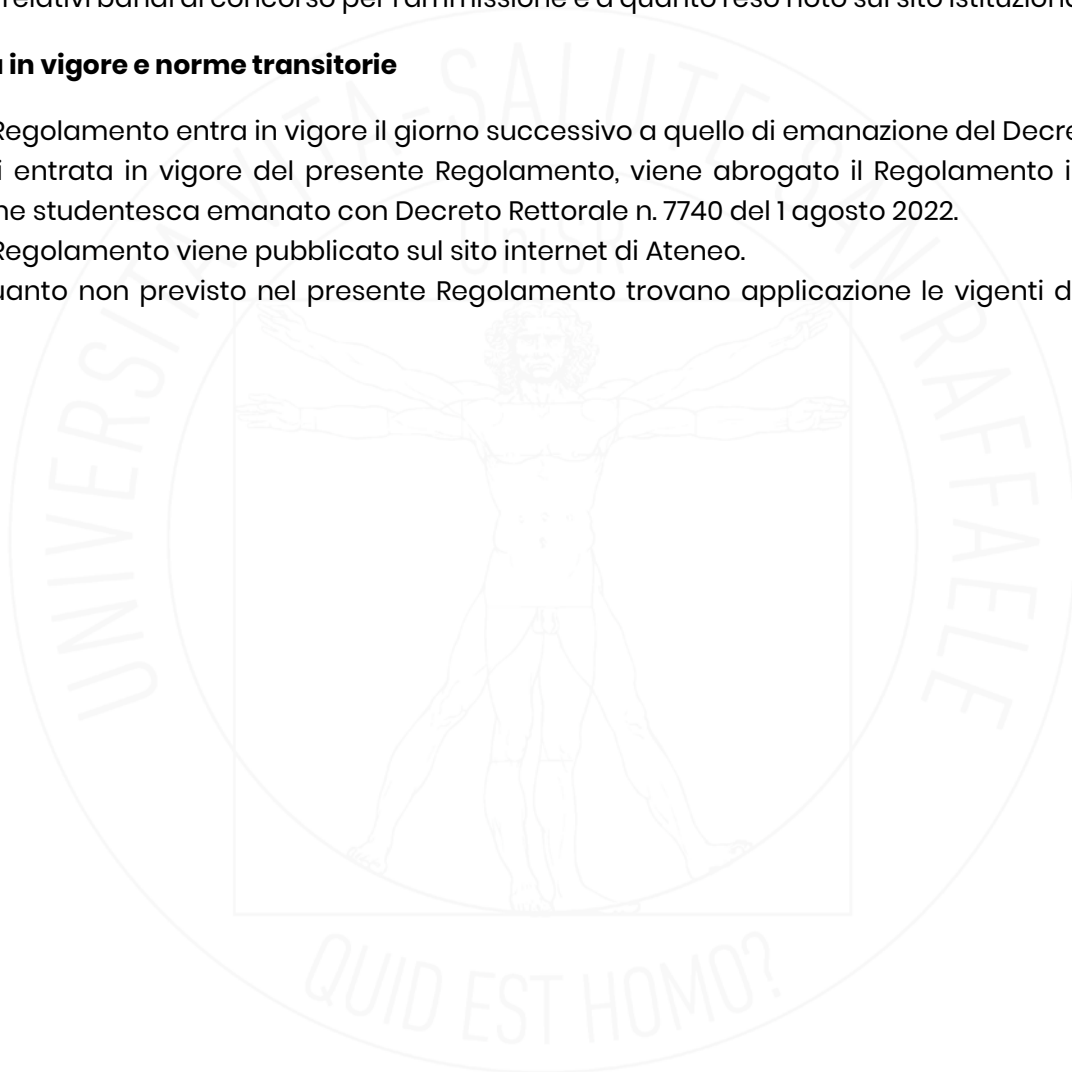 relativi bandi di concorso per l'ammissione e a quanto reso noto sul sito istituziona
in vigore e norme transitorie
Regolamento entra in vigore il giorno successivo a quello di emanazione del Decre
i entrata in vigore del presente Regolamento, viene abrogato il Regolamento i
ne studentesca emanato con Decreto Rettorale n. 7740 del 1 agosto 2022.
Regolamento viene pubblicato sul sito internet di Ateneo.
uanto non previsto nel presente Regolamento trovano applicazione le vigenti d
UNIVERSITÀ VITA-SALUTE SAN RAFFAELE
UniSR
QUID EST HOMO?